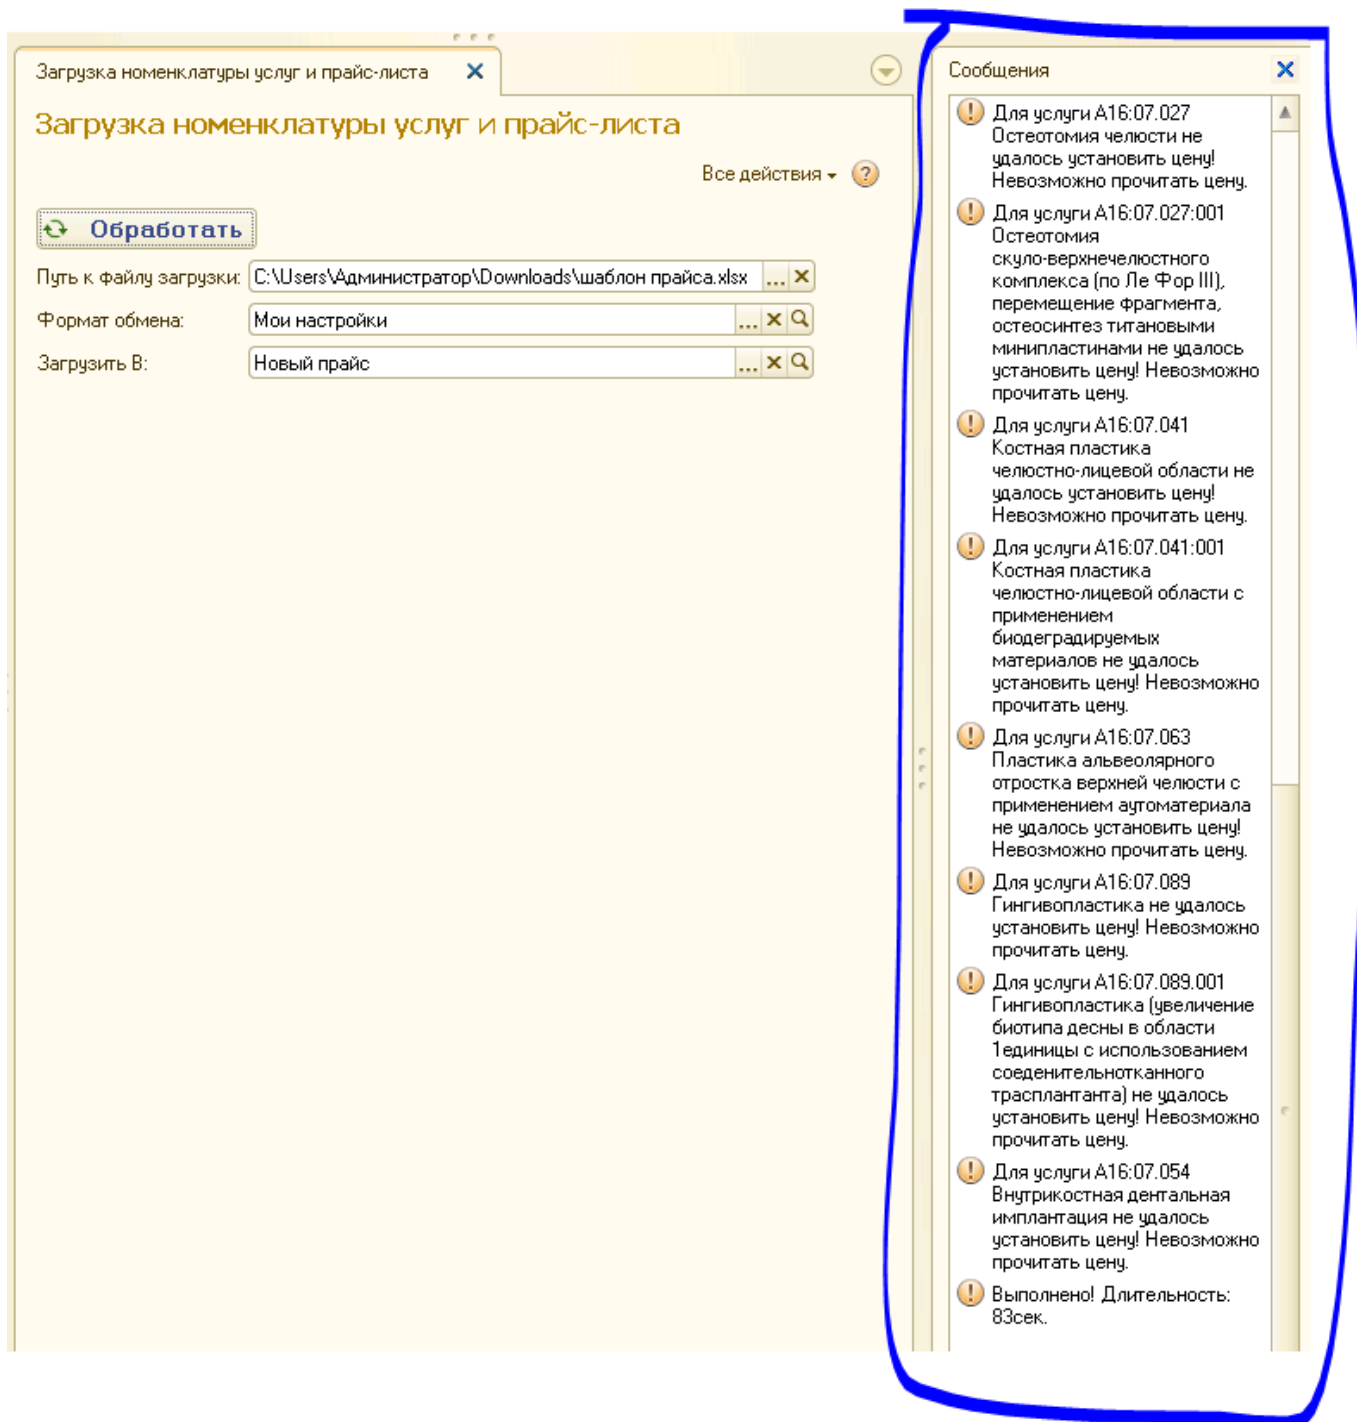 Загрузка номенклатуры услуг и прайс-листа
Загрузка номенклатуры услуг и прайс-листа
Все действия
Обработать
Путь к файлу загрузки: C:\Users\Администратор\Downloads\шаблон прайса.xlsx ...
Формат обмена: Мои настройки ...
Загрузить В: Новый прайс ...
Сообщения
Для услуги А16:07.027
Остеотомия челюсти не
удалось установить цену!
Невозможно прочитать цену.
Для услуги А16:07.027:001
Остеотомия
скуло-верхнечелюстного
комплекса (по Ле Фор III),
перемещение фрагмента,
остеосинтез титановыми
минипластинами не удалось
установить цену! Невозможно
прочитать цену.
Для услуги А16:07.041
Костная пластика
челюстно-лицевой области не
удалось установить цену!
Невозможно прочитать цену.
Для услуги А16:07.041:001
Костная пластика
челюстно-лицевой области с
применением
биодеградируемых
материалов не удалось
установить цену! Невозможно
прочитать цену.
Для услуги А16:07.063
Пластика альвеолярного
отростка верхней челюсти с
применением аутоматериала
не удалось установить цену!
Невозможно прочитать цену.
Для услуги А16:07.089
Гингивопластика не удалось
установить цену! Невозможно
прочитать цену.
Для услуги А16:07.089.001
Гингивопластика (увеличение
биотипа десны в области
1единицы с использованием
соеденительнотканного
трасплантанта) не удалось
установить цену! Невозможно
прочитать цену.
Для услуги А16:07.054
Внутрикостная дентальная
имплантация не удалось
установить цену! Невозможно
прочитать цену.
Выполнено! Длительность:
83сек.